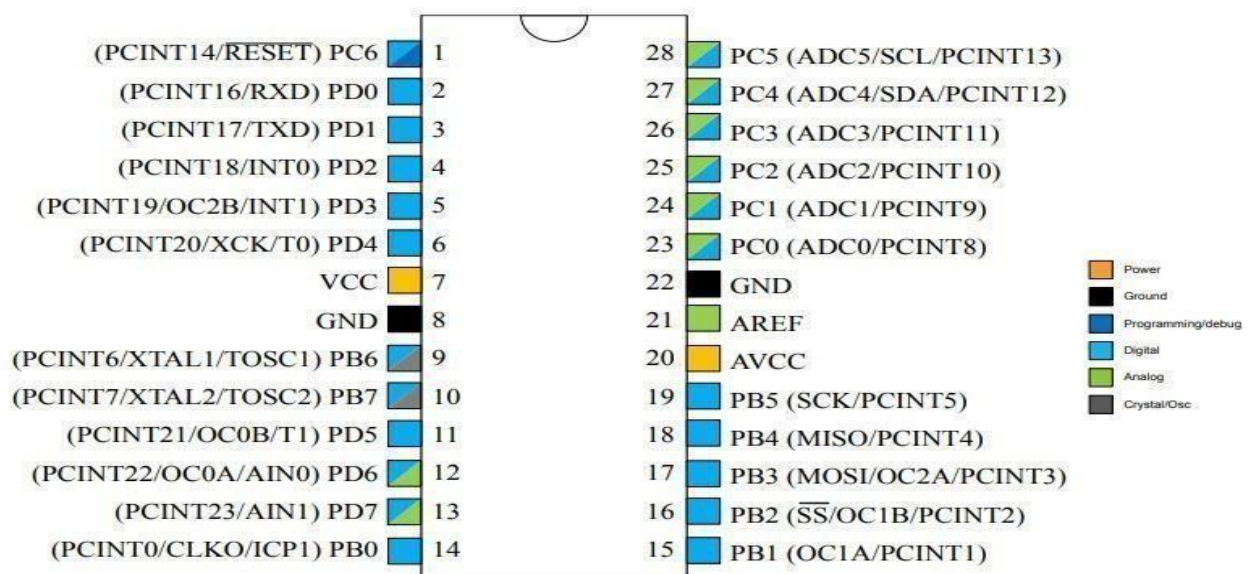 (PCINT14/RESET) PC6 1
(PCINT16/RXD) PD0 2
(PCINT17/TXD) PD1 3
(PCINT18/INT0) PD2 4
(PCINT19/OC2B/INT1) PD3 5
(PCINT20/XCK/T0) PD4 6
VCC 7
GND 8
(PCINT6/XTAL1/TOSC1) PB6 9
(PCINT7/XTAL2/TOSC2) PB7 10
(PCINT21/OC0B/T1) PD5 11
(PCINT22/OC0A/AIN0) PD6 12
(PCINT23/AIN1) PD7 13
(PCINT0/CLKO/ICP1) PB0 14
28 PC5 (ADC5/SCL/PCINT13)
27 PC4 (ADC4/SDA/PCINT12)
26 PC3 (ADC3/PCINT11)
25 PC2 (ADC2/PCINT10)
24 PC1 (ADC1/PCINT9)
23 PC0 (ADC0/PCINT8)
22 GND
21 AREF
20 AVCC
19 PB5 (SCK/PCINT5)
18 PB4 (MISO/PCINT4)
17 PB3 (MOSI/OC2A/PCINT3)
16 PB2 (SS/OC1B/PCINT2)
15 PB1 (OC1A/PCINT1)
Power
Ground
Programming/debug
Digital
Analog
Crystal/Osc